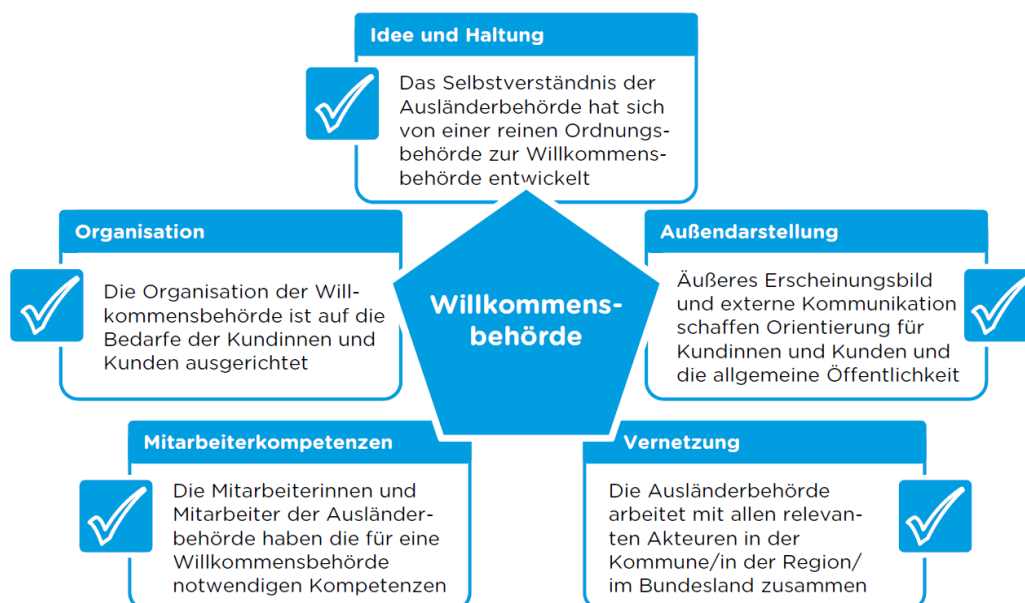 Idee und Haltung
Das Selbstverständnis der
Ausländerbehörde hat sich
von einer reinen Ordnungs-
behörde zur Willkommens-
behörde entwickelt
Organisation
Die Organisation der Will-
kommensbehörde ist auf die
Bedarfe der Kundinnen und
Kunden ausgerichtet
Willkommens-
behörde
Außendarstellung
Äußeres Erscheinungsbild
und externe Kommunikation
schaffen Orientierung für
Kundinnen und Kunden und
die allgemeine Öffentlichkeit
Mitarbeiterkompetenzen
Die Mitarbeiterinnen und
Mitarbeiter der Ausländer-
behörde haben die für eine
Willkommensbehörde
notwendigen Kompetenzen
Vernetzung
Die Ausländerbehörde
arbeitet mit allen relevan-
ten Akteuren in der
Kommune/in der Region/
im Bundesland zusammen